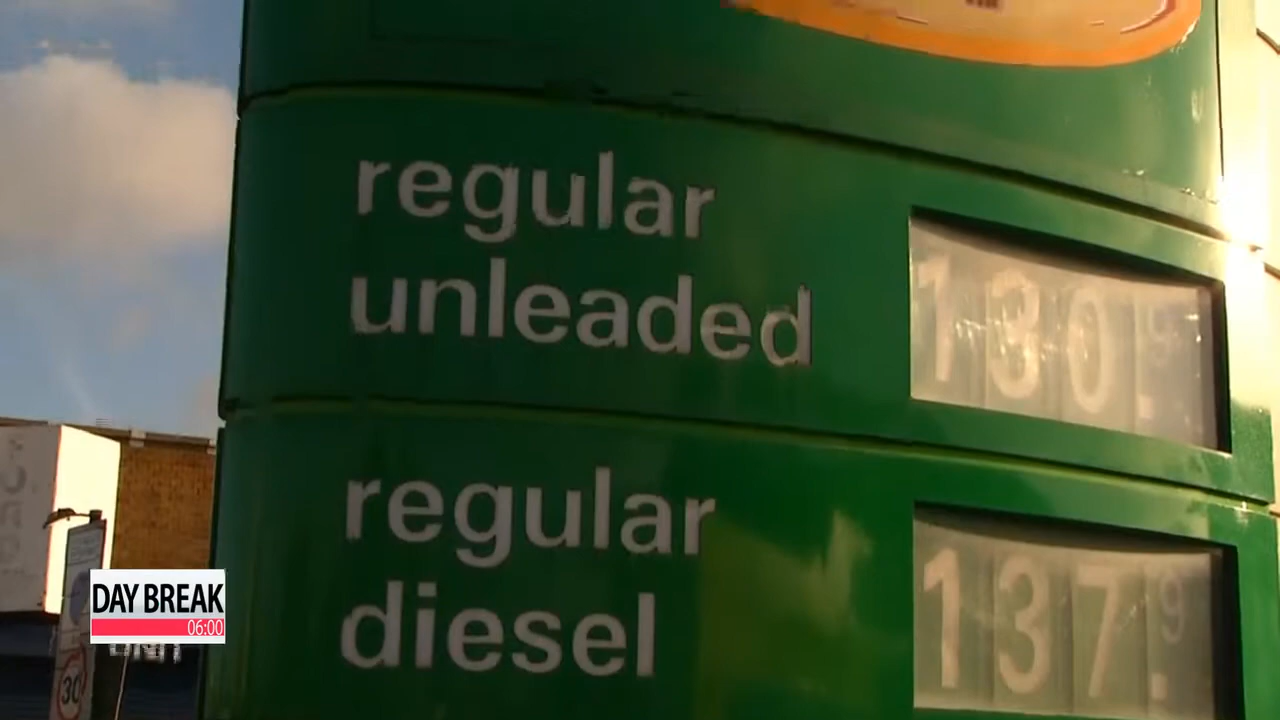 regular
unleaded
130.9
regular
diesel
137.9
DAY BREAK
06:00
30